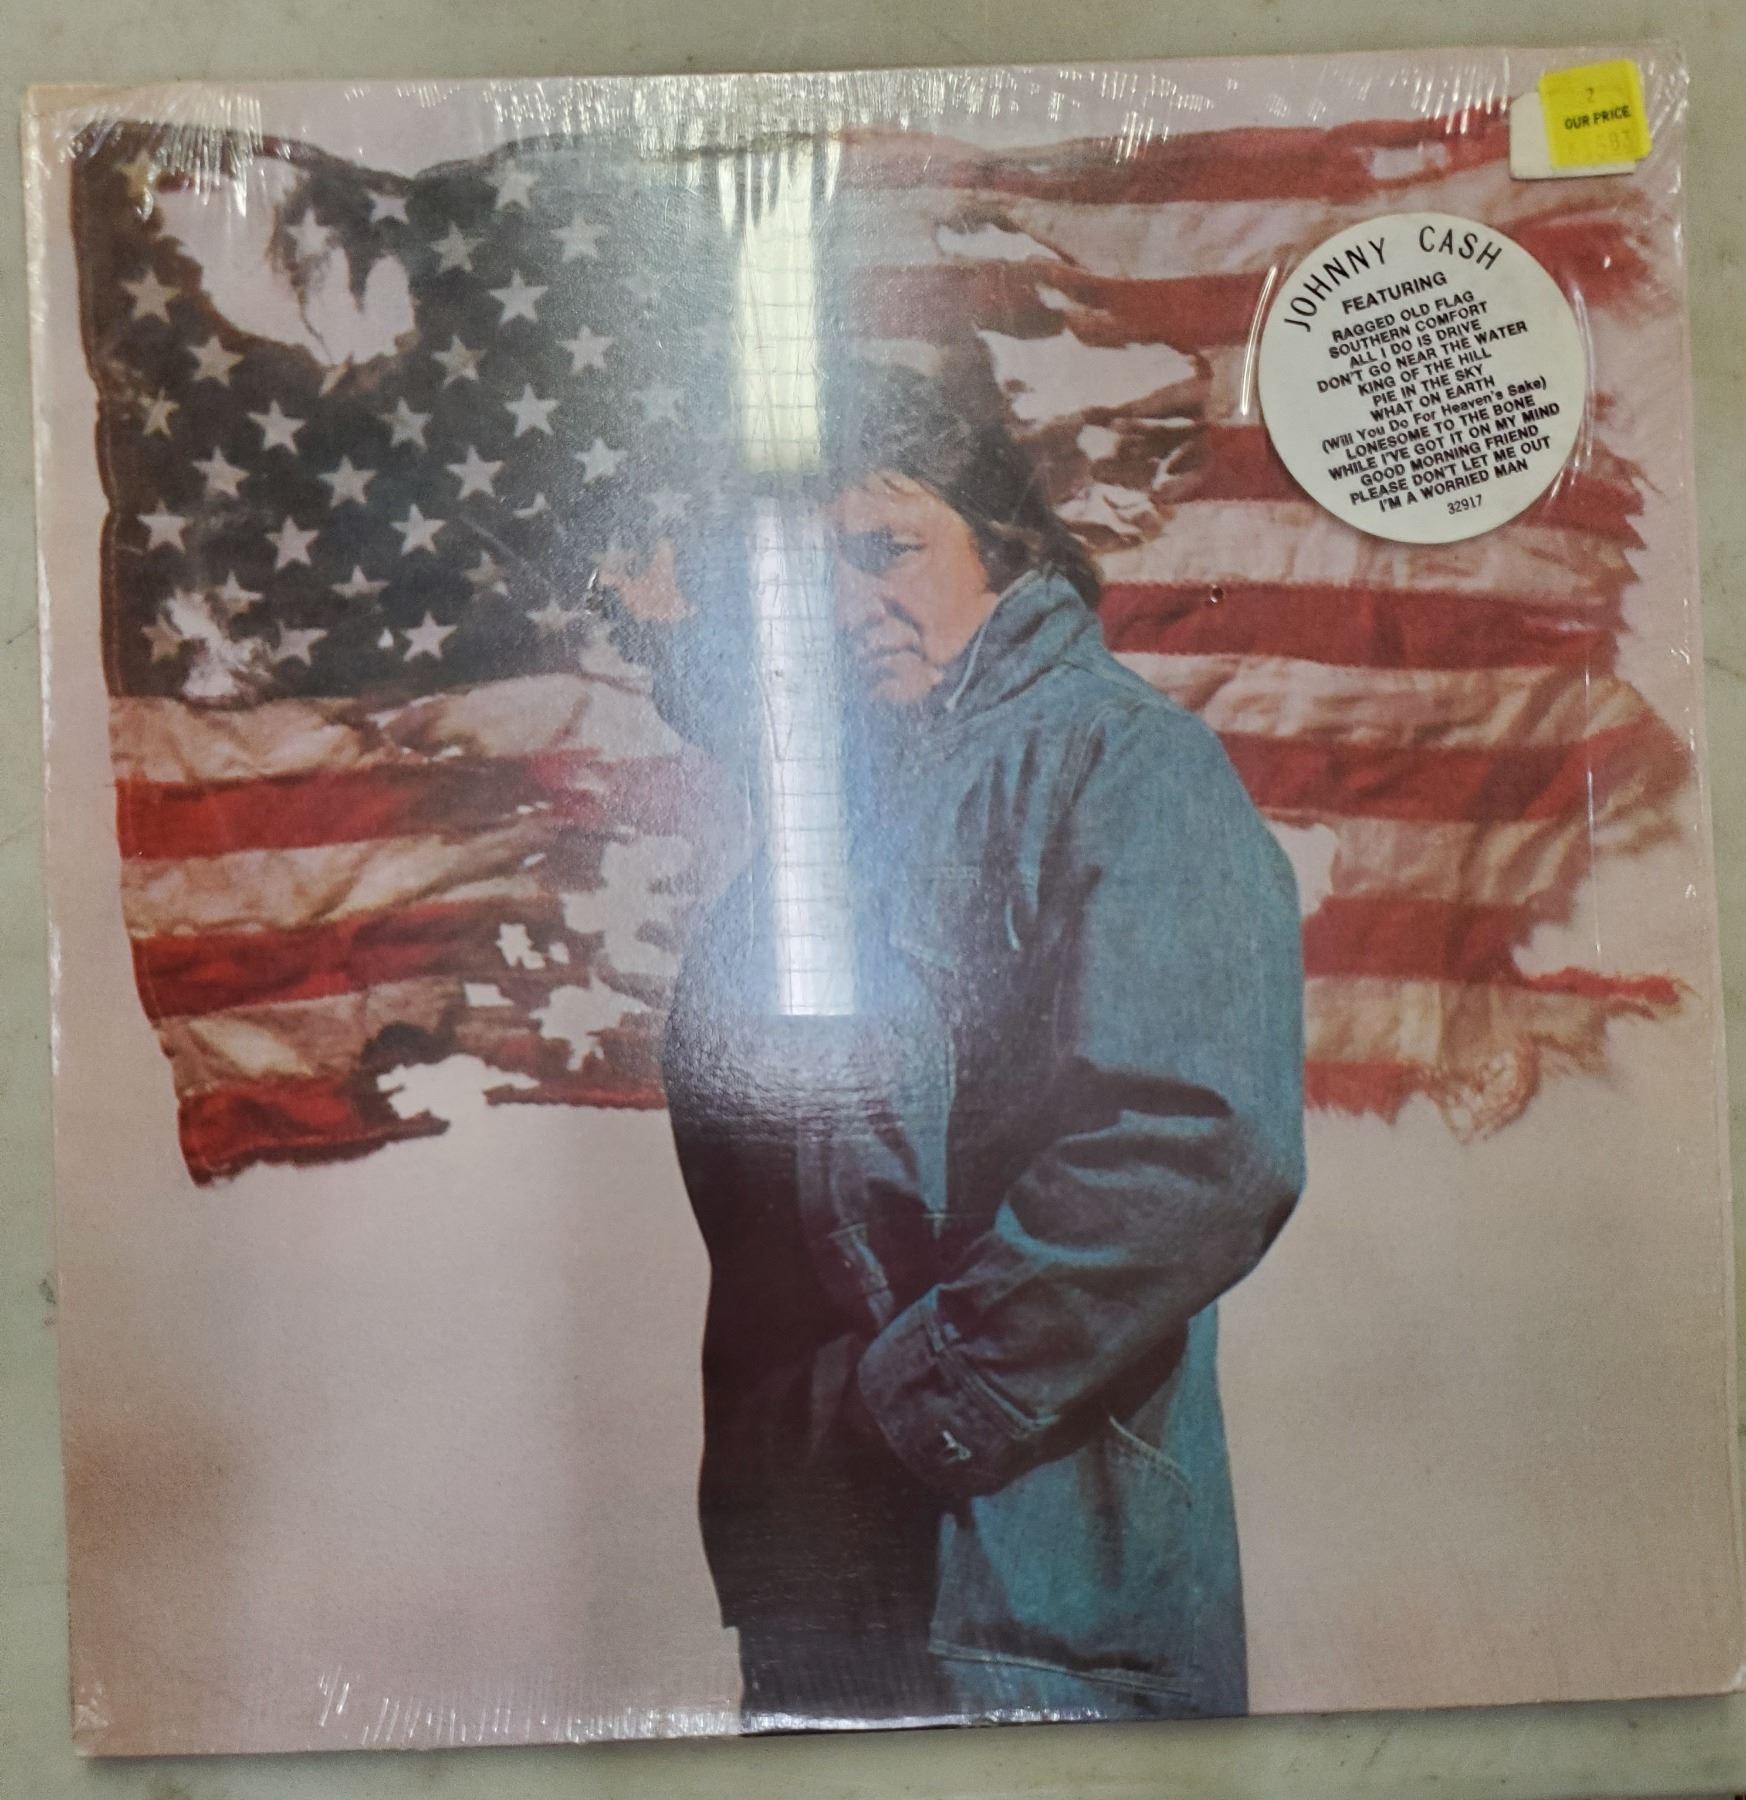 2
OUR PRICE
JOHNNY CASH
FEATURING
RAGGED OLD FLAG
SOUTHERN COMFORT
ALL I DO IS DRIVE
DON'T GO NEAR THE WATER
KING OF THE HILL
PIE IN THE SKY
WHAT ON EARTH
(Will You Do For Heaven's Sake)
LONESOME TO THE BONE
WHILE I'VE GOT IT ON MY MIND
GOOD MORNING FRIEND
PLEASE DON'T LET ME OUT
I'M A WORRIED MAN
32917